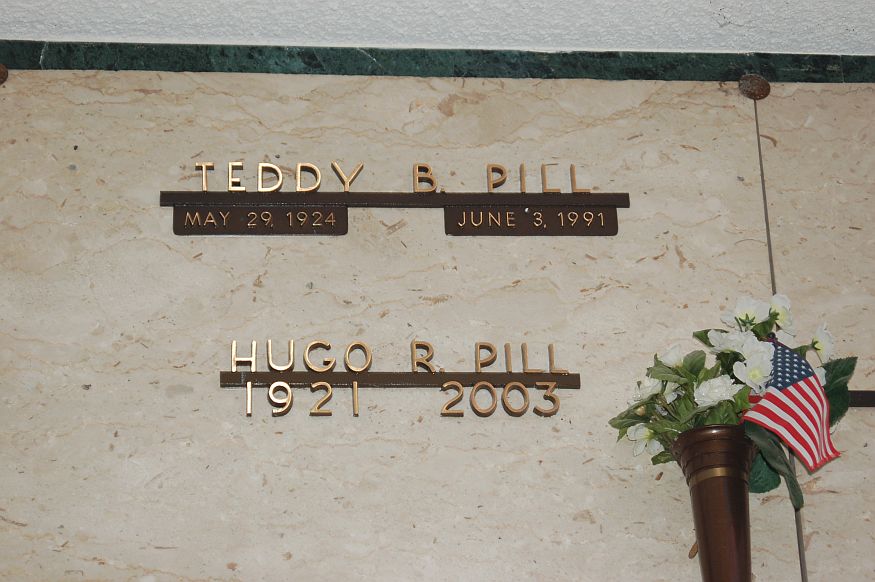 TEDDY B. PILL
MAY 29, 1924 JUNE 3, 1991
HUGO R. PILL
1921 2003